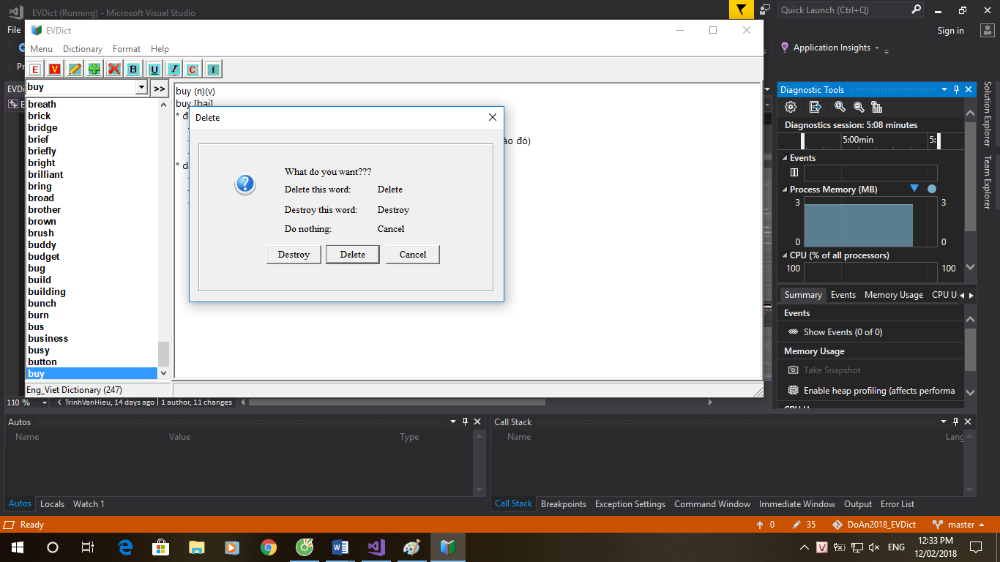 EVDict (Running) - Microsoft Visual Studio
Quick Launch (Ctrl+Q)
File
Sign in
EVDict
Menu Dictionary Format Help
Application Insights
E V B U I C f
buy
>>
breath
brick
bridge
brief
briefly
bright
brilliant
bring
broad
brother
brown
brush
buddy
budget
bug
build
building
bunch
burn
bus
business
busy
button
buy
Eng_Viet Dictionary (247)
buy (n)(v)
buy [bai]
ào đó)
Delete
What do you want???
Delete this word: Delete
Destroy this word: Destroy
Do nothing: Cancel
Destroy Delete Cancel
Diagnostic Tools
Diagnostics session: 5:08 minutes
5:00min 5:
Events
Process Memory (MB)
3 3
0 0
CPU (% of all processors)
100 100
Summary Events Memory Usage CPU U
Events
Show Events (0 of 0)
Memory Usage
Take Snapshot
Enable heap profiling (affects performa
Solution Explorer
Team Explorer
110 % TrinhVanHieu, 14 days ago | 1 author, 11 changes
Autos
Name Value Type
Autos Locals Watch 1
Call Stack
Name Lang
Call Stack Breakpoints Exception Settings Command Window Immediate Window Output Error List
Ready
0 35 DoAn2018_EVDict master
ENG
12:33 PM
12/02/2018